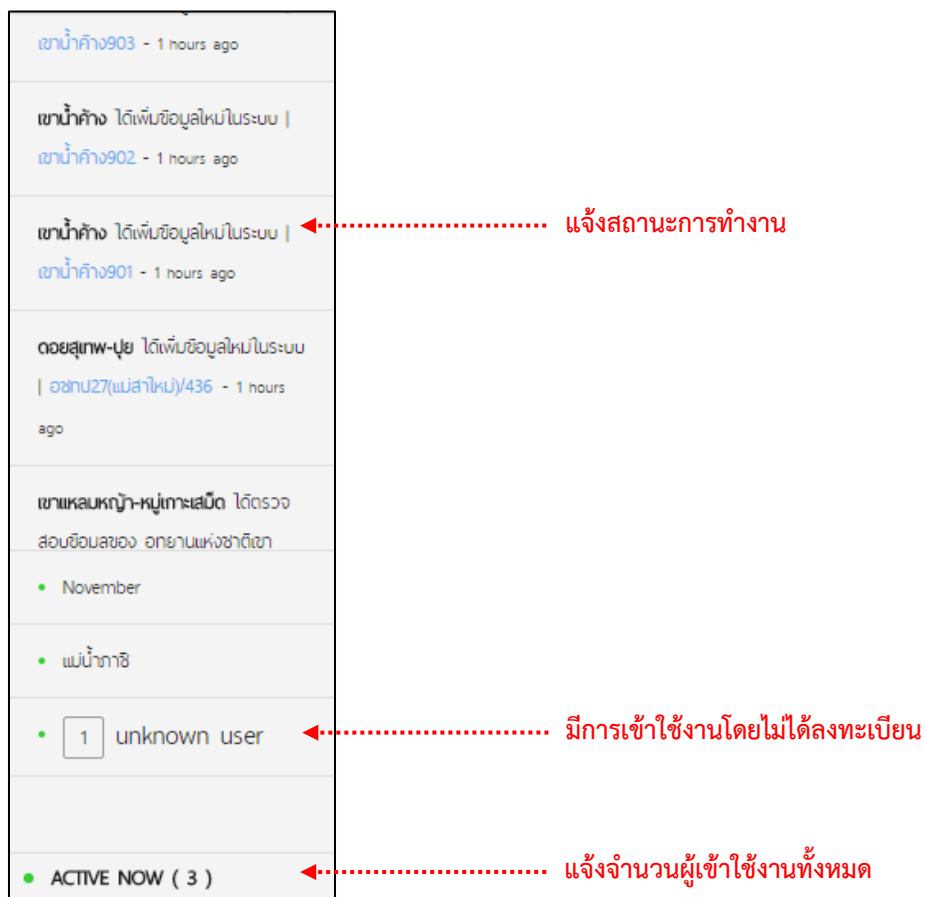 เขาน้ำค้าง903 - 1 hours ago
เขาน้ำค้าง ได้เพิ่มข้อมูลใหม่ในระบบ |
เขาน้ำค้าง902 - 1 hours ago
เขาน้ำค้าง ได้เพิ่มข้อมูลใหม่ในระบบ |
เขาน้ำค้าง901 - 1 hours ago
แจ้งสถานะการทำงาน
ดอยสุเทพ-ปุย ได้เพิ่มข้อมูลใหม่ในระบบ
| อชทป27(แม่สาใหม่)/436 - 1 hours
ago
เขาแหลมหญ้า-หมู่เกาะเสม็ด ได้ตรวจ
สอบข้อมูลของ อุทยานแห่งชาติเขา
November
แม่น้ำภาชี
1 unknown user
มีการเข้าใช้งานโดยไม่ได้ลงทะเบียน
ACTIVE NOW ( 3 )
แจ้งจำนวนผู้เข้าใช้งานทั้งหมด